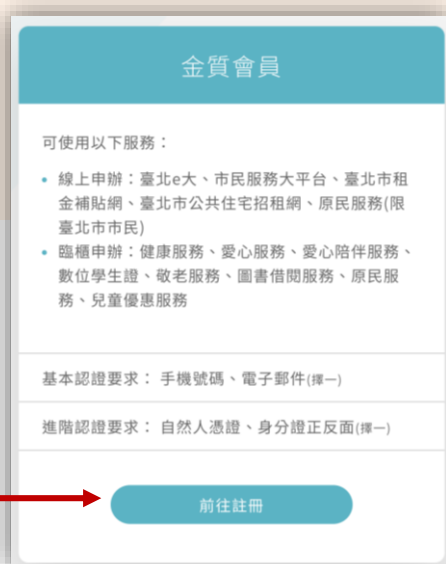 金質會員
可使用以下服務：
• 線上申辦：臺北e大、市民服務大平台、臺北市租
金補貼網、臺北市公共住宅招租網、原民服務(限
臺北市市民)
• 臨櫃申辦：健康服務、愛心服務、愛心陪伴服務、
數位學生證、敬老服務、圖書借閱服務、原民服
務、兒童優惠服務
基本認證要求： 手機號碼、電子郵件(擇一)
進階認證要求： 自然人憑證、身分證正反面(擇一)
前往註冊